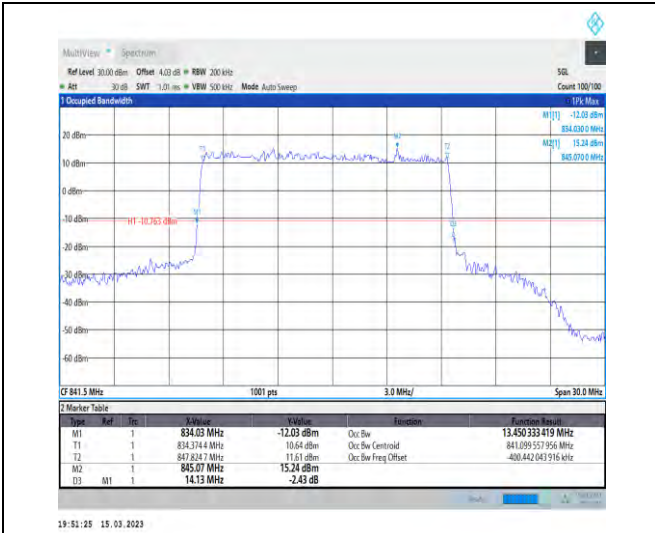 MultiView Spectrum
Ref Level 30.00 dBm Offset 4.03 dB RBW 200 kHz SGL
Att 30 dB SWT 1.01 ms VBW 500 kHz Mode Auto Sweep Count 100/100
1 Occupied Bandwidth 1Pk Max
M1[1] -12.03 dBm
834.030 0 MHz
M2[1] 15.24 dBm
845.070 0 MHz
20 dBm
10 dBm
0 dBm
-10 dBm
H1 -10.763 dBm
-20 dBm
-30 dBm
-40 dBm
-50 dBm
-60 dBm
M2
T2
M1
CF 841.5 MHz 1001 pts 3.0 MHz/ Span 30.0 MHz
2 Marker Table
Type Ref Trc X-Value Y-Value Function Function Result
M1 1 834.03 MHz -12.03 dBm Occ Bw 13.450 333 419 MHz
T1 1 834.374 4 MHz 10.64 dBm Occ Bw Centroid 841.099 557 956 MHz
T2 1 847.824 7 MHz 11.61 dBm Occ Bw Freq Offset -400.442 043 916 kHz
M2 1 845.07 MHz 15.24 dBm
D3 M1 1 14.13 MHz -2.43 dB
19:51:25 15.03.2023